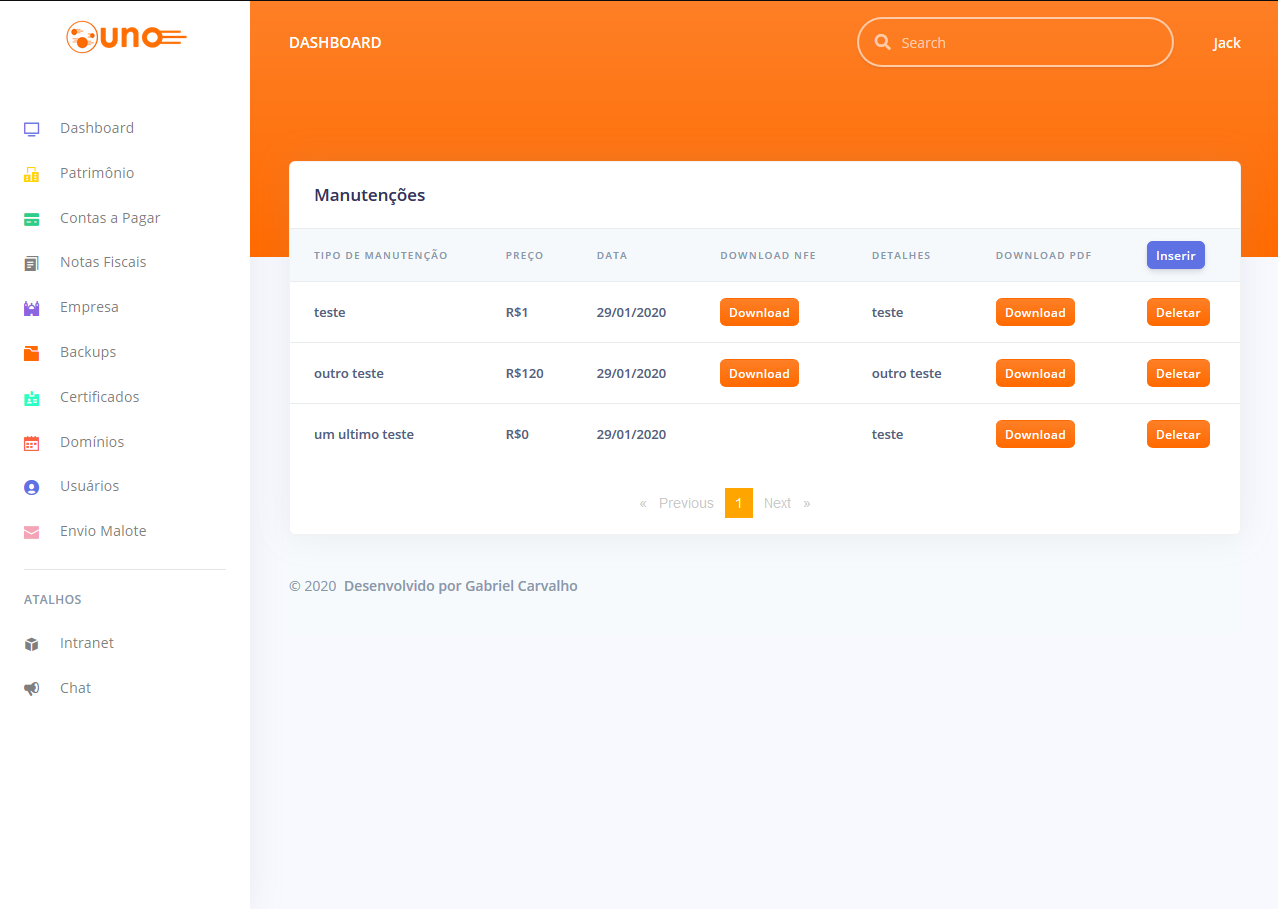 uno
DASHBOARD
Search
Jack
Dashboard
Patrimônio
Contas a Pagar
Notas Fiscais
Empresa
Backups
Certificados
Domínios
Usuários
Envio Malote
ATALHOS
Intranet
Chat
Manutenções
TIPO DE MANUTENÇÃO PREÇO DATA DOWNLOAD NFE DETALHES DOWNLOAD PDF Inserir
teste R$1 29/01/2020 Download teste Download Deletar
outro teste R$120 29/01/2020 Download outro teste Download Deletar
um ultimo teste R$0 29/01/2020 teste Download Deletar
« Previous 1 Next »
© 2020 Desenvolvido por Gabriel Carvalho